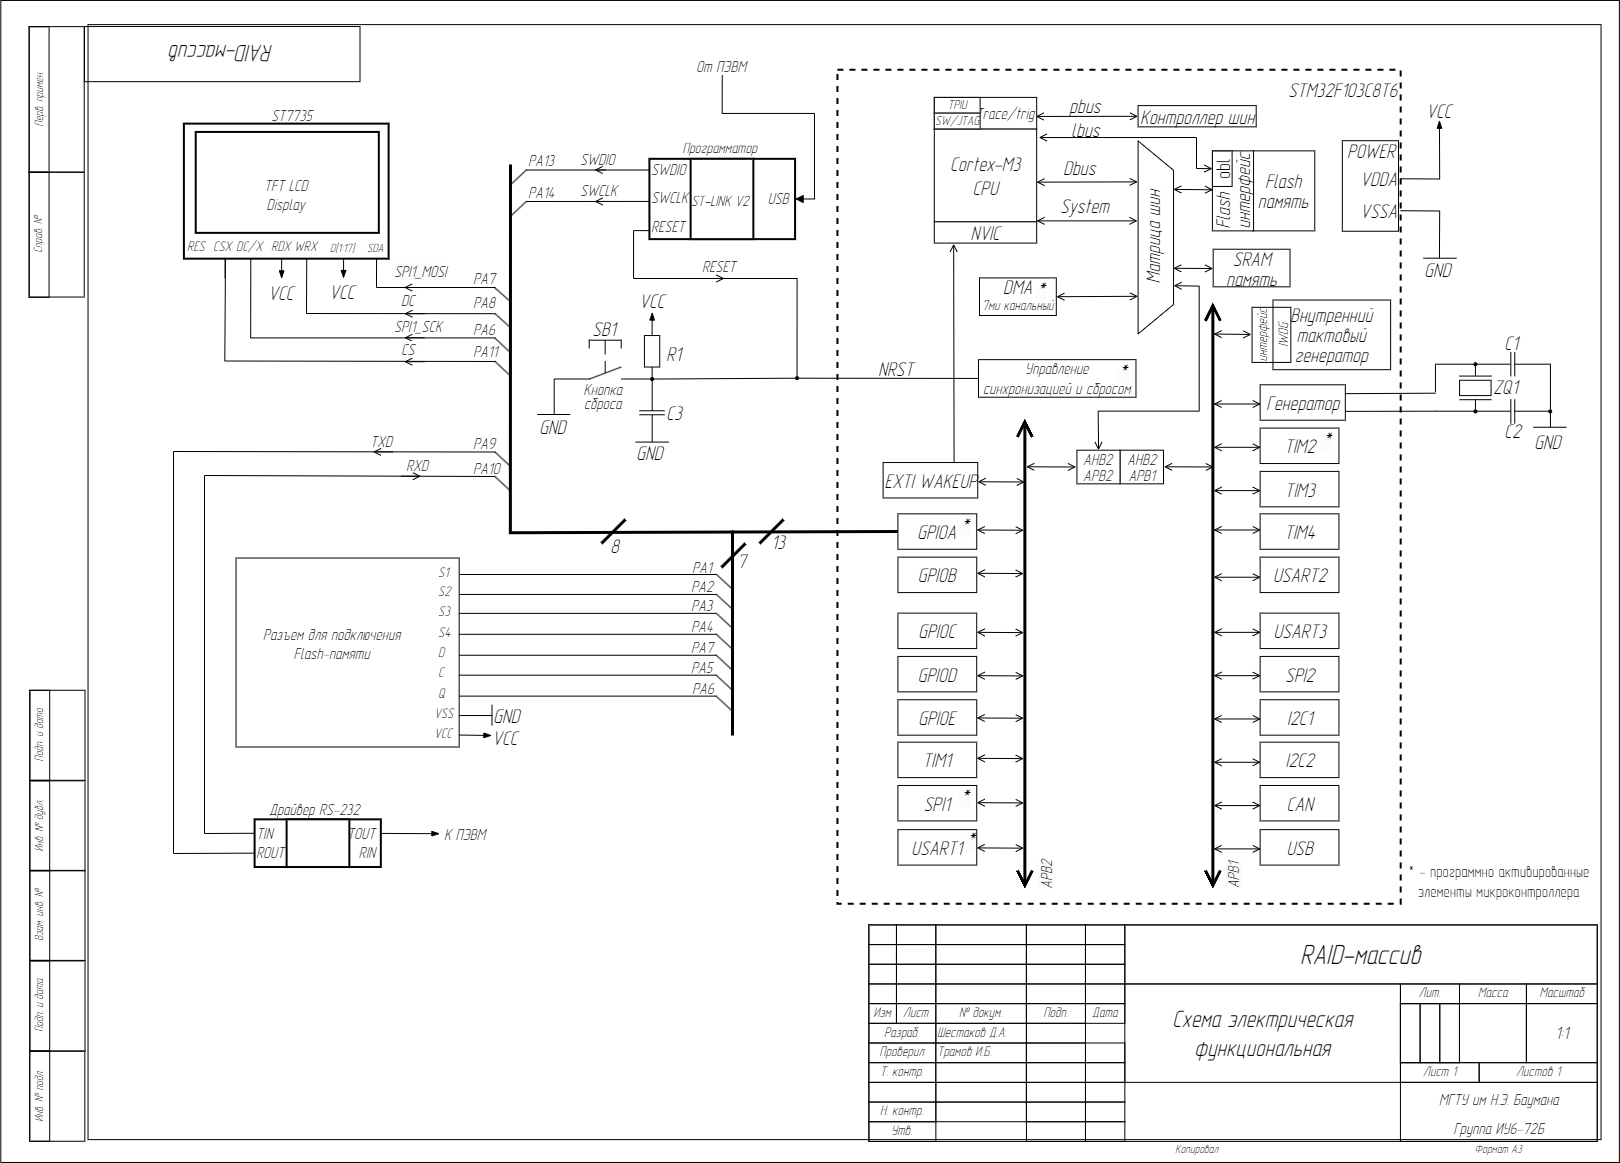 RAID-массив
Перв. примен.
Справ. №
Подп. и дата
Инв. № дубл.
Взам. инв. №
Подп. и дата
Инв. № подл.
ST7735
TFT LCD
Display
RES CSX DC/X RDX WRX D[1:17] SDA
VCC
VCC
SPI1_MOSI
PA7
DC
PA8
SPI1_SCK
PA6
CS
PA11
От ПЭВМ
Программатор
PA13
SWDIO
SWDIO
PA14
SWCLK
SWCLK
ST-LINK V2
USB
RESET
RESET
VCC
SB1
R1
Кнопка
сброса
C3
GND
GND
NRST
TXD
PA9
RXD
PA10
8
7
13
Разъем для подключения
Flash-памяти
S1
PA1
S2
PA2
S3
PA3
S4
PA4
D
PA7
C
PA5
Q
PA6
VSS
GND
VCC
VCC
Драйвер RS-232
TIN
TOUT
ROUT
RIN
К ПЭВМ
STM32F103C8T6
TPIU
SW/JTAG
Trace/trig
Cortex-M3
CPU
NVIC
pbus
Контроллер шин
Ibus
Dbus
System
Матрица шин
Flash
obl
интерфейс
Flash
память
SRAM
память
DMA *
7ми канальный
Управление *
синхронизацией и сбросом
интерфейс
IWDG
Внутренний
тактовый
генератор
Генератор
EXTI WAKEUP
AHB2
APB2
AHB2
APB1
GPIOA *
GPIOB
GPIOC
GPIOD
GPIOE
TIM1
SPI1 *
USART1 *
APB2
TIM2 *
TIM3
TIM4
USART2
USART3
SPI2
I2C1
I2C2
CAN
USB
APB1
POWER
VDDA
VSSA
VCC
GND
C1
ZQ1
C2
GND
* - программно активированные
элементы микроконтроллера
RAID-массив
Схема электрическая
функциональная
Лит. Масса Масштаб
1:1
Лист 1 Листов 1
МГТУ им Н.Э. Баумана
Группа ИУ6-72Б
Изм Лист № докум. Подп. Дата
Разраб. Шестаков Д.А.
Проверил Трамов И.Б.
Т. контр.
Н. контр.
Утв.
Копировал
Формат А3